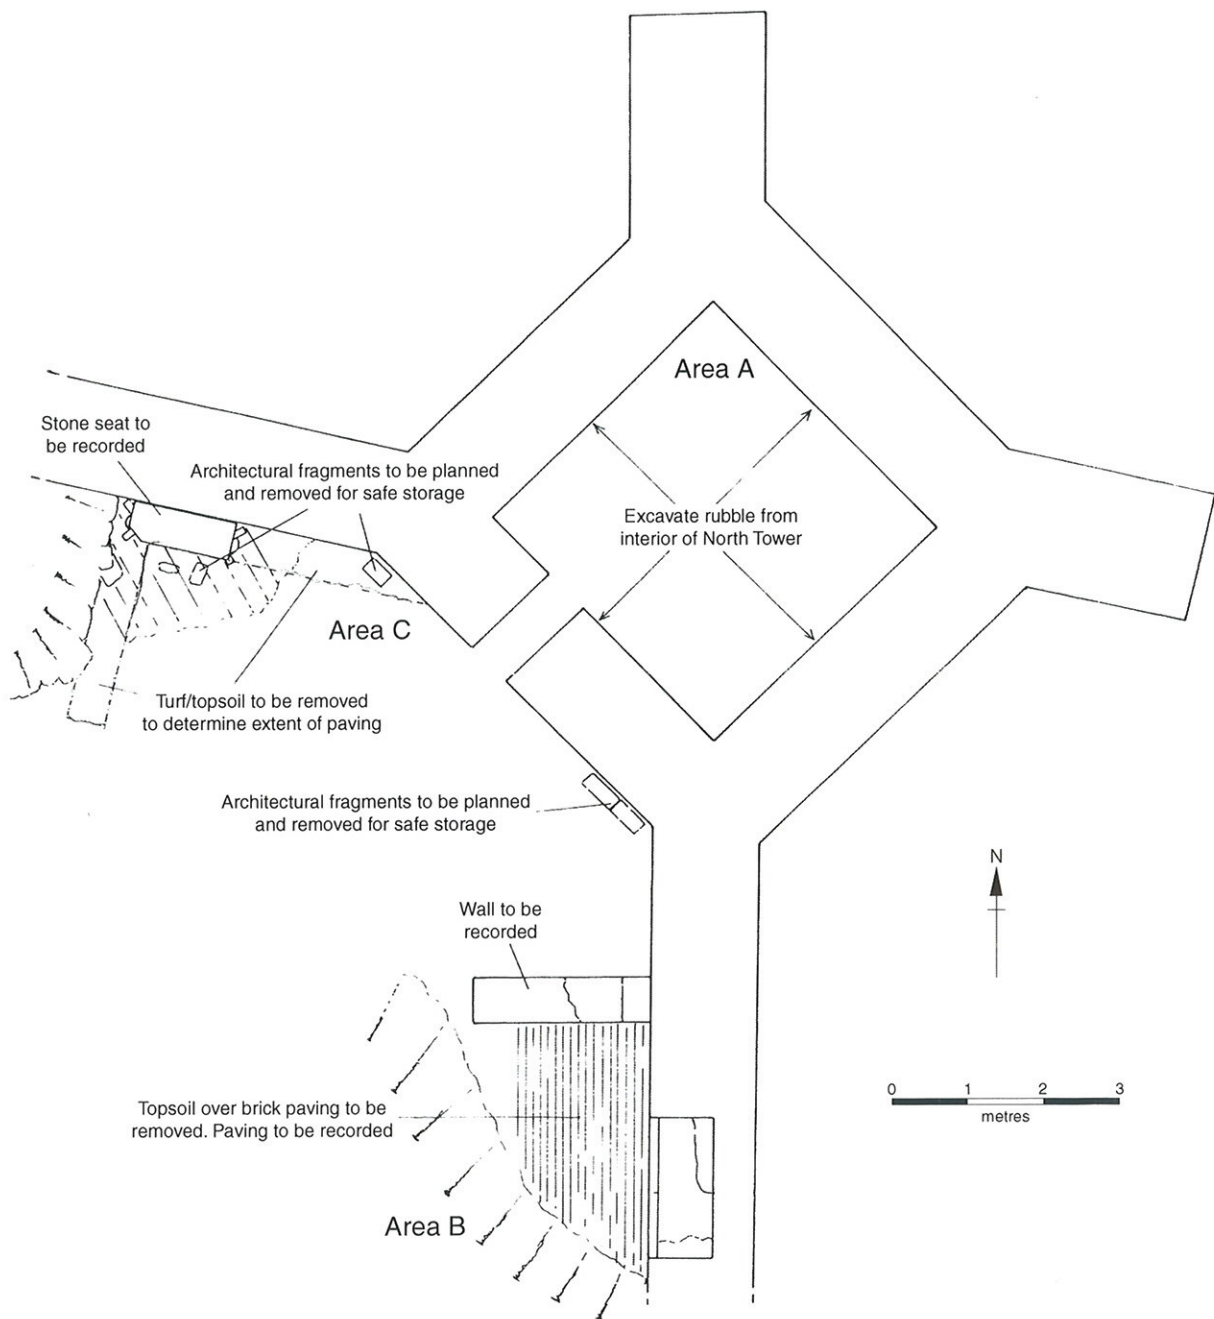 Area A
Stone seat to
be recorded
Architectural fragments to be planned
and removed for safe storage
Excavate rubble from
interior of North Tower
Area C
Turf/topsoil to be removed
to determine extent of paving
Architectural fragments to be planned
and removed for safe storage
N
Wall to be
recorded
0 1 2 3
metres
Topsoil over brick paving to be
removed. Paving to be recorded
Area B